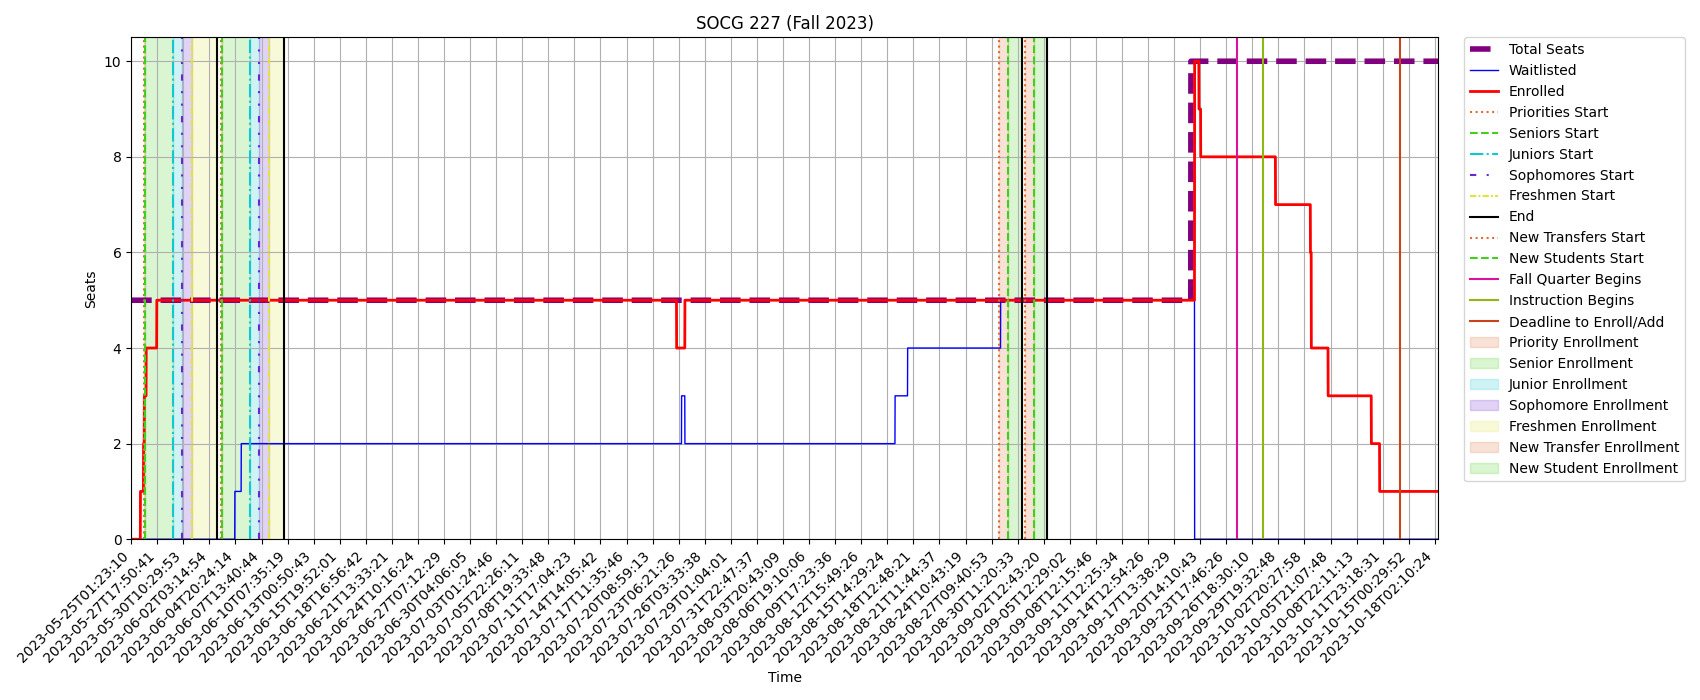 SOCG 227 (Fall 2023)
Seats
10
8
6
4
2
0
2023-05-25T01:23:10
2023-05-27T17:50:41
2023-05-30T10:29:53
2023-06-02T03:14:54
2023-06-04T20:24:14
2023-06-07T13:40:44
2023-06-10T07:35:19
2023-06-13T00:50:43
2023-06-15T19:52:01
2023-06-18T16:56:42
2023-06-21T13:33:21
2023-06-24T10:16:24
2023-06-27T07:12:29
2023-06-30T04:06:05
2023-07-03T01:24:46
2023-07-05T22:26:11
2023-07-08T19:33:48
2023-07-11T17:04:23
2023-07-14T14:05:42
2023-07-17T11:35:46
2023-07-20T08:59:13
2023-07-23T06:21:26
2023-07-26T03:33:38
2023-07-29T01:04:01
2023-07-31T22:47:37
2023-08-03T20:43:09
2023-08-06T19:10:06
2023-08-09T17:23:36
2023-08-12T15:49:26
2023-08-15T14:29:24
2023-08-18T12:48:21
2023-08-21T11:44:37
2023-08-24T10:43:19
2023-08-27T09:40:53
2023-08-30T11:20:33
2023-09-02T12:43:20
2023-09-05T12:29:02
2023-09-08T12:15:46
2023-09-11T12:25:34
2023-09-14T12:54:26
2023-09-17T13:38:29
2023-09-20T14:10:43
2023-09-23T17:46:20
2023-09-26T18:30:10
2023-09-29T19:32:48
2023-10-02T20:27:58
2023-10-05T21:07:48
2023-10-08T22:11:13
2023-10-11T23:18:31
2023-10-15T00:29:52
2023-10-18T02:10:24
Time
Total Seats
Waitlisted
Enrolled
Priorities Start
Seniors Start
Juniors Start
Sophomores Start
Freshmen Start
End
New Transfers Start
New Students Start
Fall Quarter Begins
Instruction Begins
Deadline to Enroll/Add
Priority Enrollment
Senior Enrollment
Junior Enrollment
Sophomore Enrollment
Freshmen Enrollment
New Transfer Enrollment
New Student Enrollment